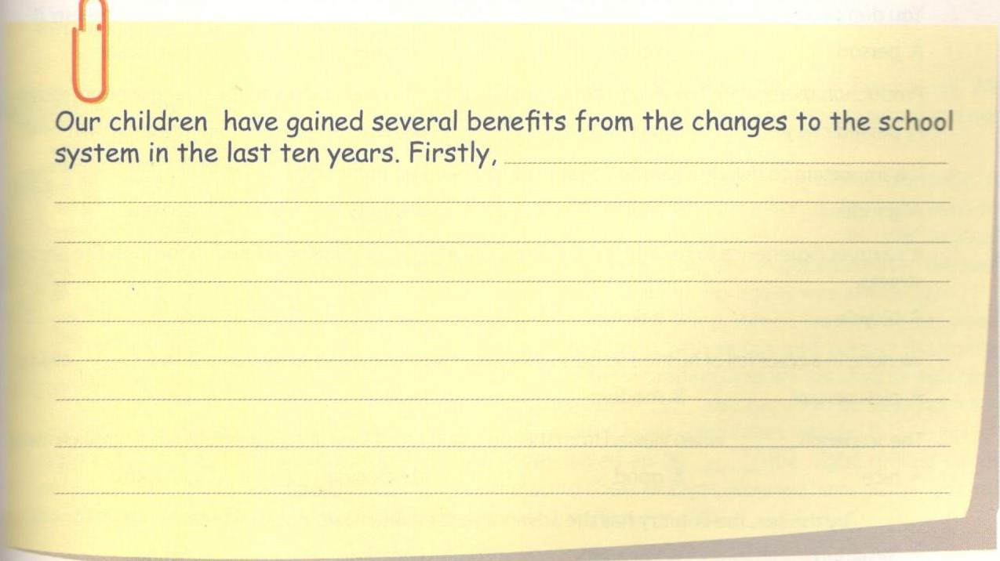 Our children have gained several benefits from the changes to the school
system in the last ten years. Firstly,